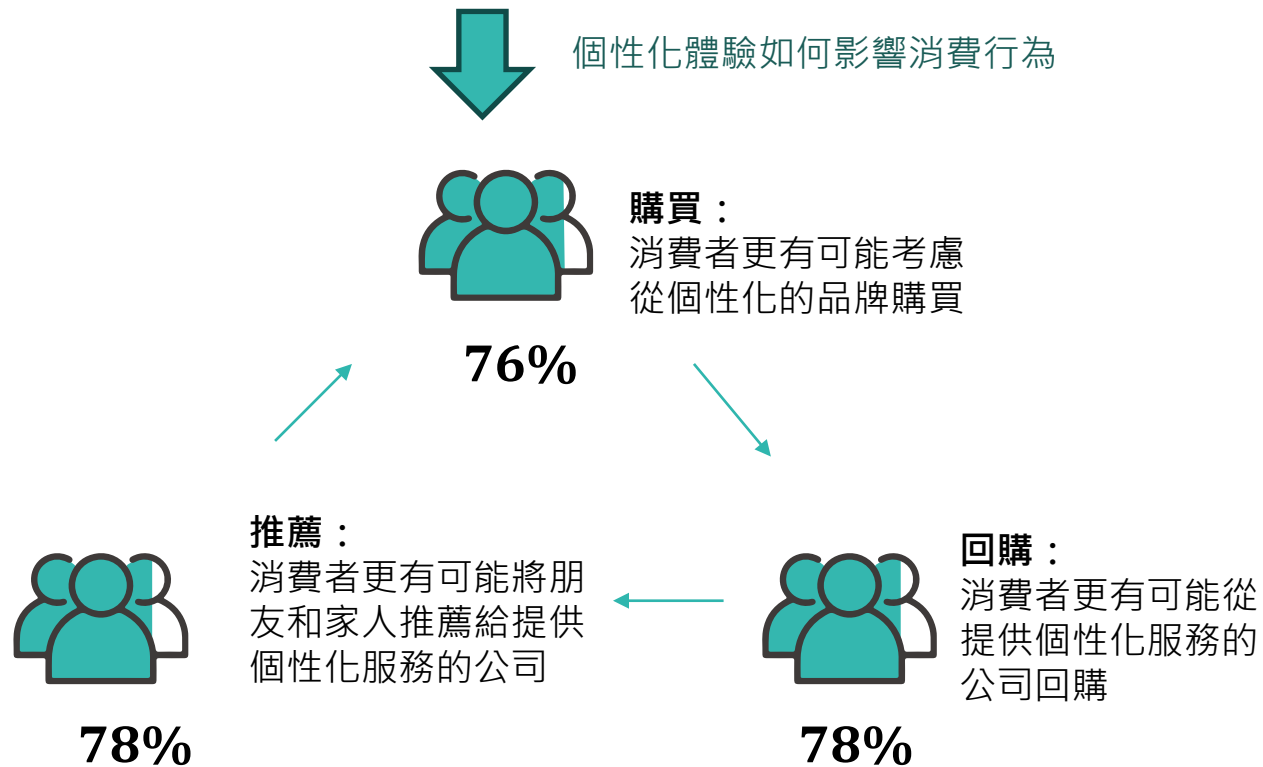 個性化體驗如何影響消費行為
購買：
消費者更有可能考慮
從個性化的品牌購買
76%
推薦：
消費者更有可能將朋
友和家人推薦給提供
個性化服務的公司
78%
回購：
消費者更有可能從
提供個性化服務的
公司回購
78%